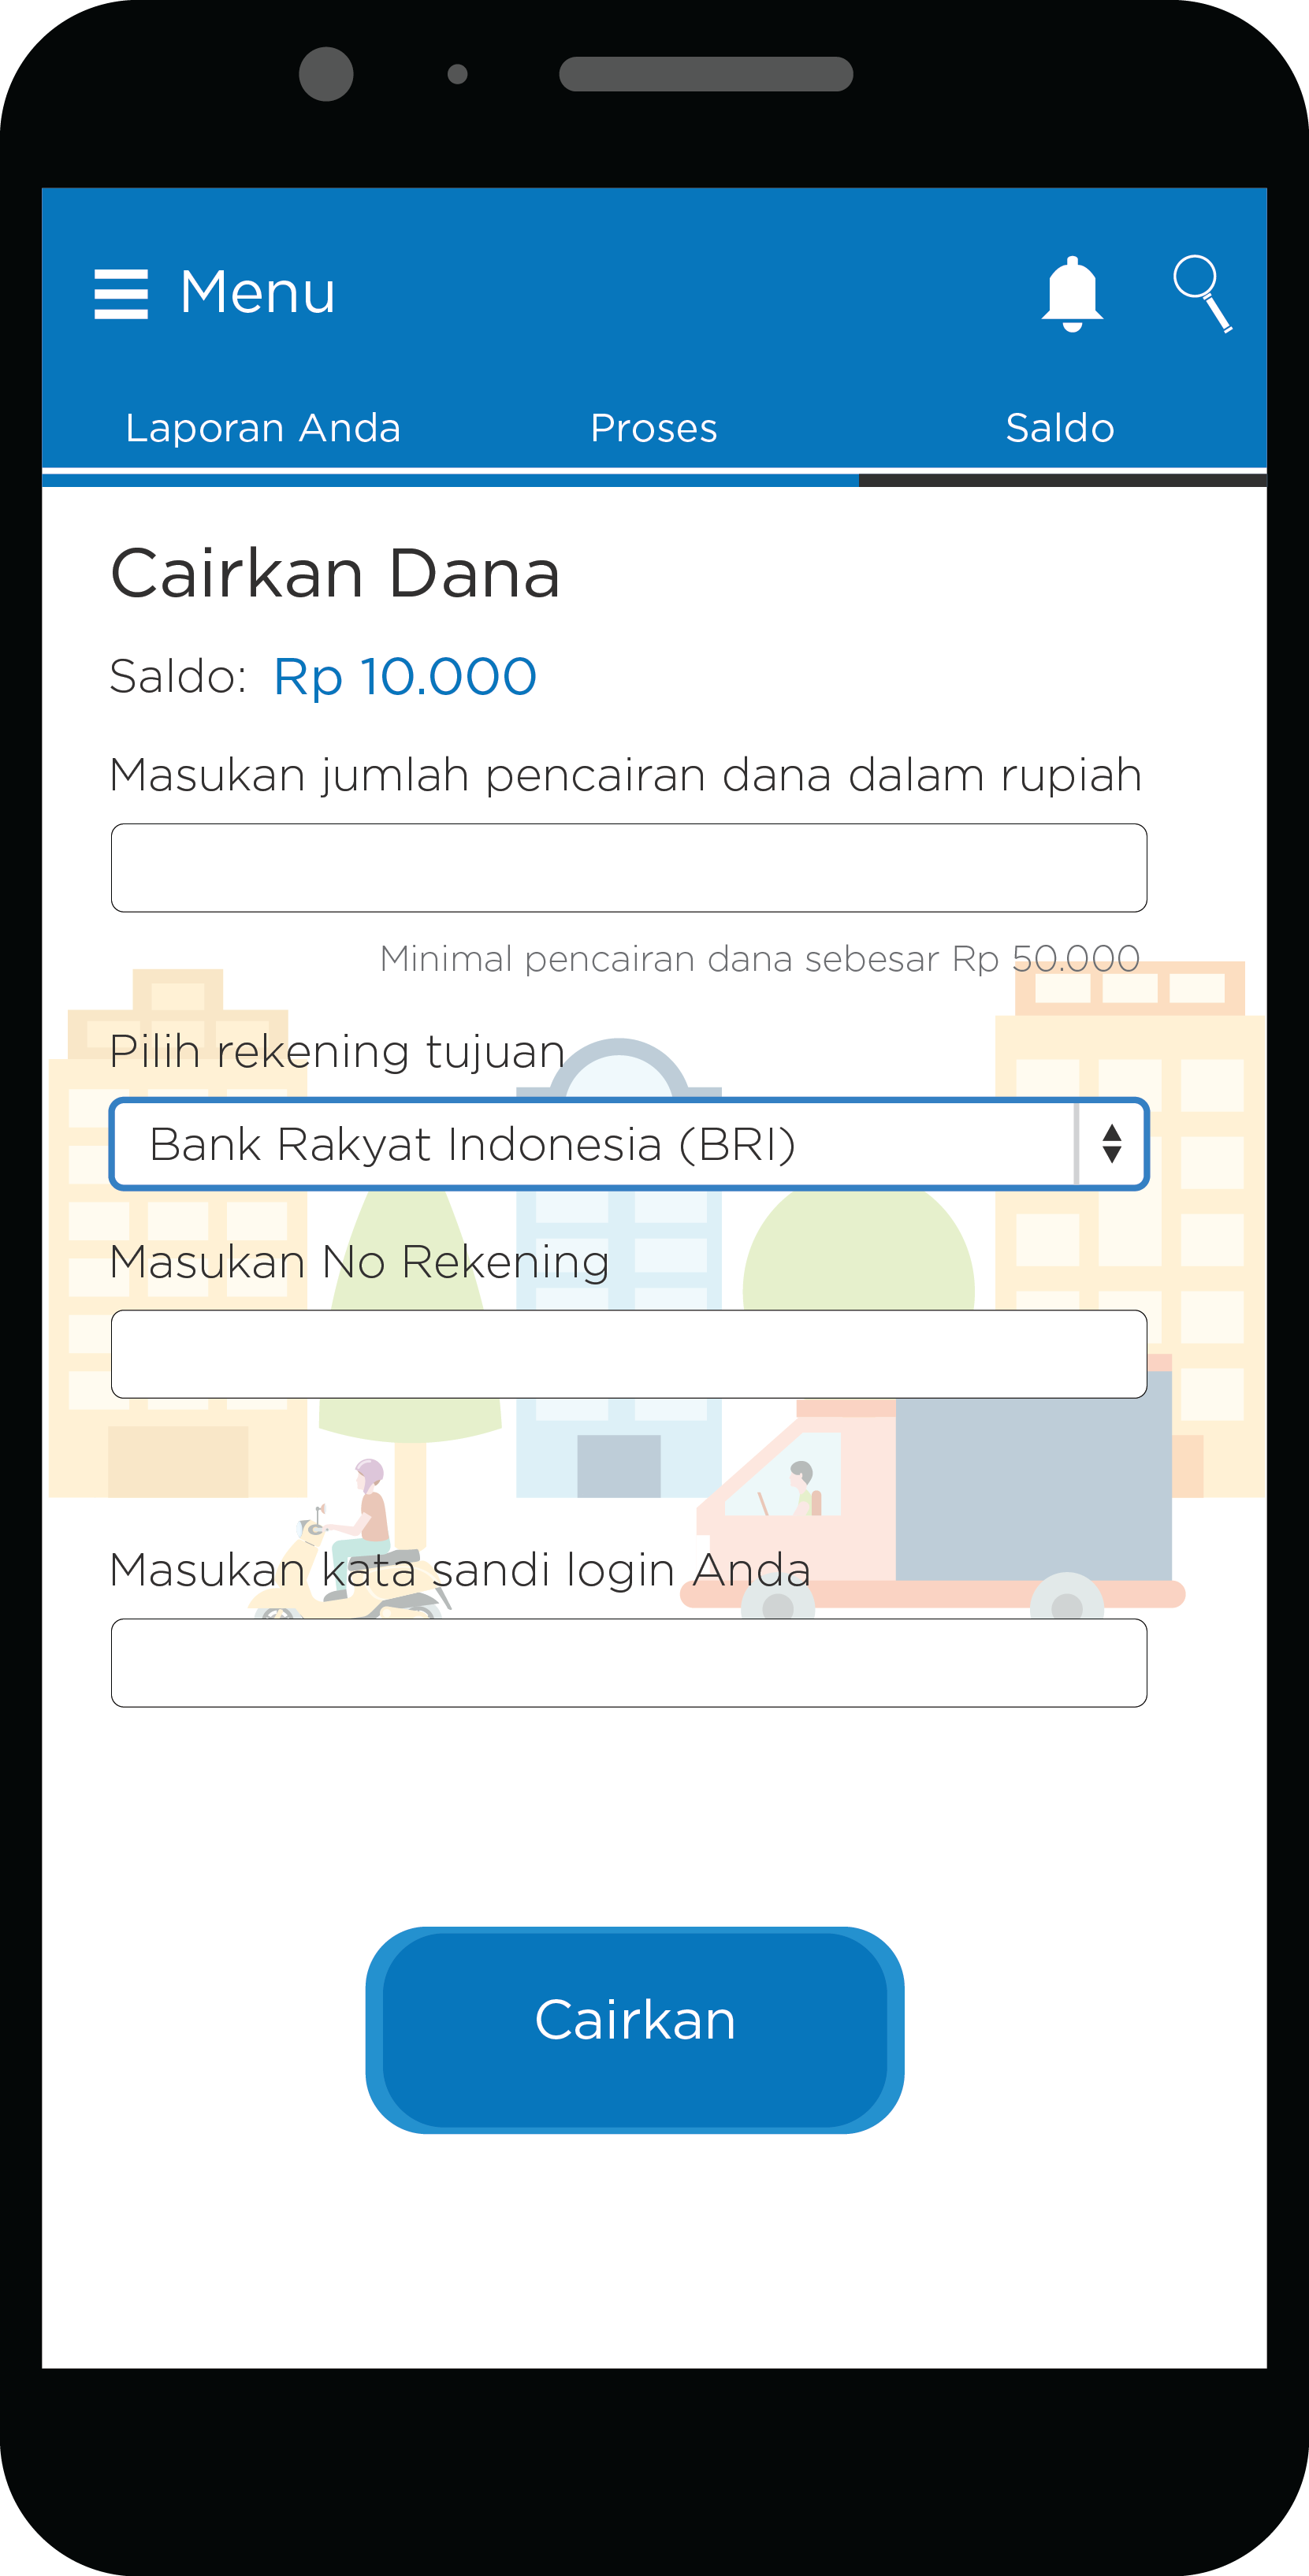 Menu
Laporan Anda Proses Saldo
Cairkan Dana
Saldo: Rp 10.000
Masukan jumlah pencairan dana dalam rupiah
Minimal pencairan dana sebesar Rp 50.000
Pilih rekening tujuan
Bank Rakyat Indonesia (BRI)
Masukan No Rekening
Masukan kata sandi login Anda
Cairkan